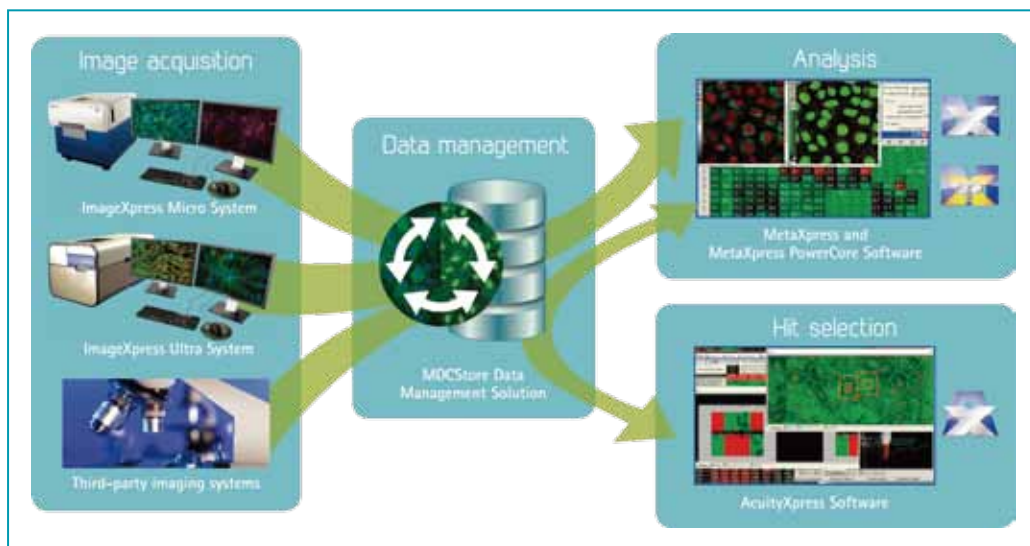 Image acquisition
ImageXpress Micro System
ImageXpress Ultra System
Third-party imaging systems
Data management
MDCStore Data
Management Solution
Analysis
MetaXpress and
MetaXpress PowerCore Software
Hit selection
AcuityXpress Software